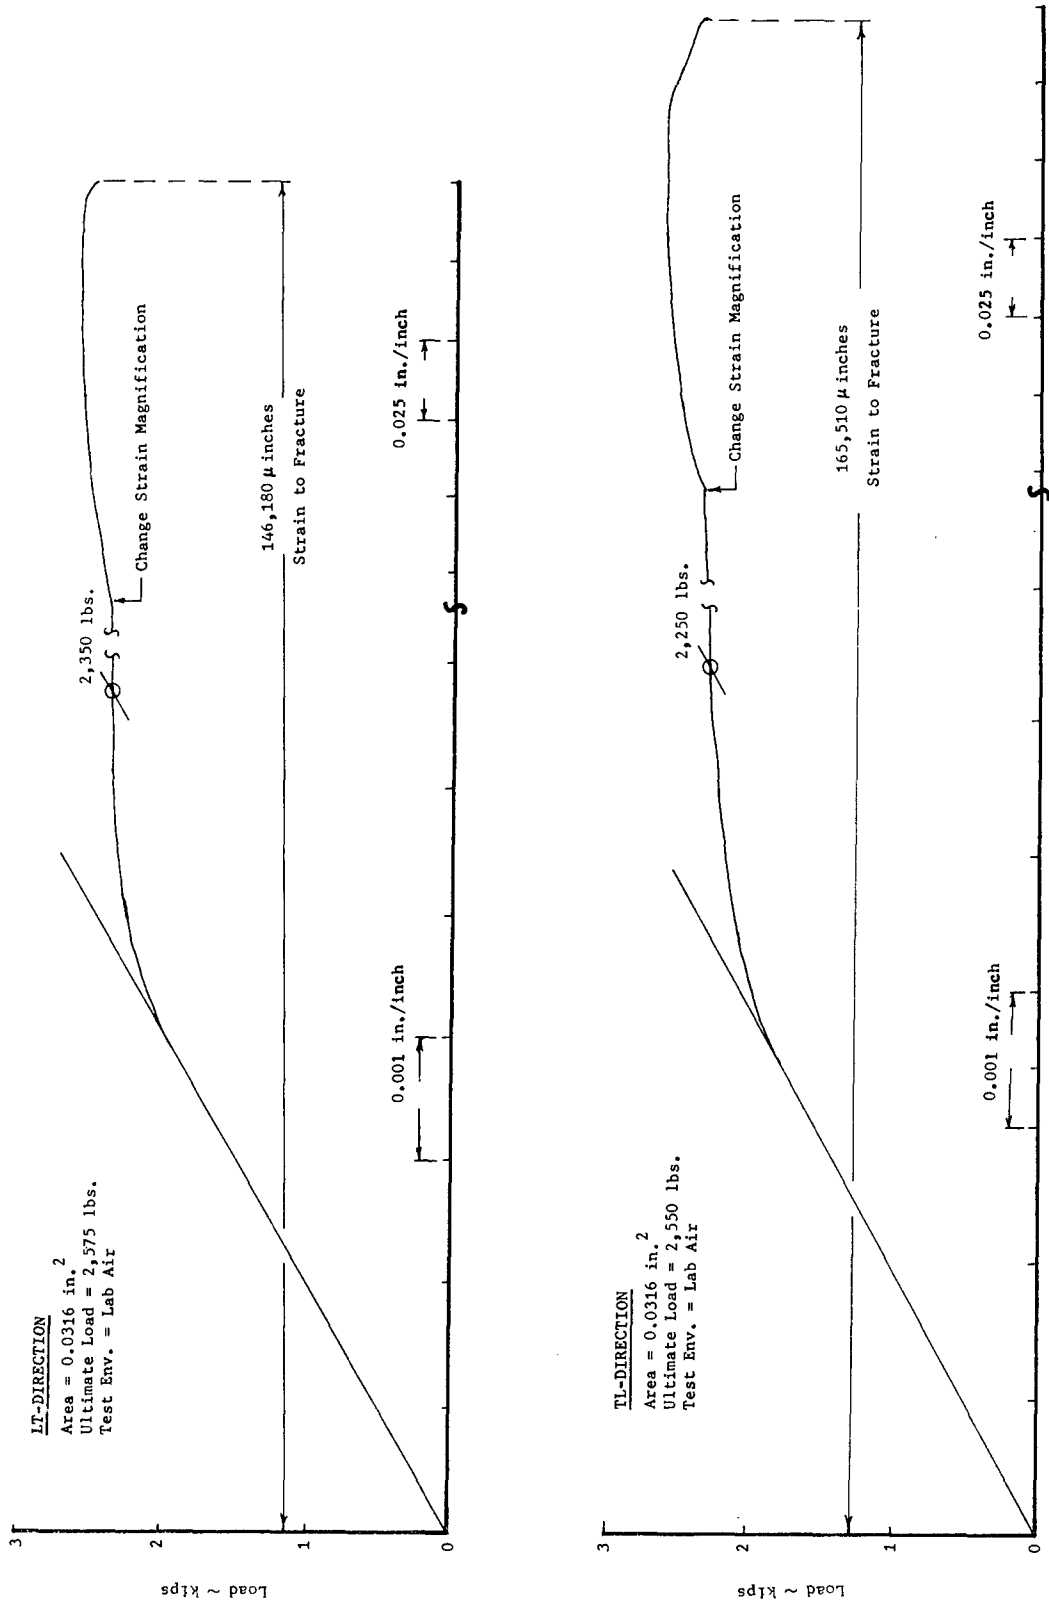 LT-DIRECTION
Area = 0.0316 in.2
Ultimate Load = 2,575 lbs.
Test Env. = Lab Air
2,350 lbs.
Change Strain Magnification
146,180 μ inches
Strain to Fracture
0.001 in./inch
0.025 in./inch
3
2
1
0
Load ~ kips
TL-DIRECTION
Area = 0.0316 in.2
Ultimate Load = 2,550 lbs.
Test Env. = Lab Air
2,250 lbs.
Change Strain Magnification
165,510 μ inches
Strain to Fracture
0.001 in./inch
0.025 in./inch
3
2
1
0
Load ~ kips